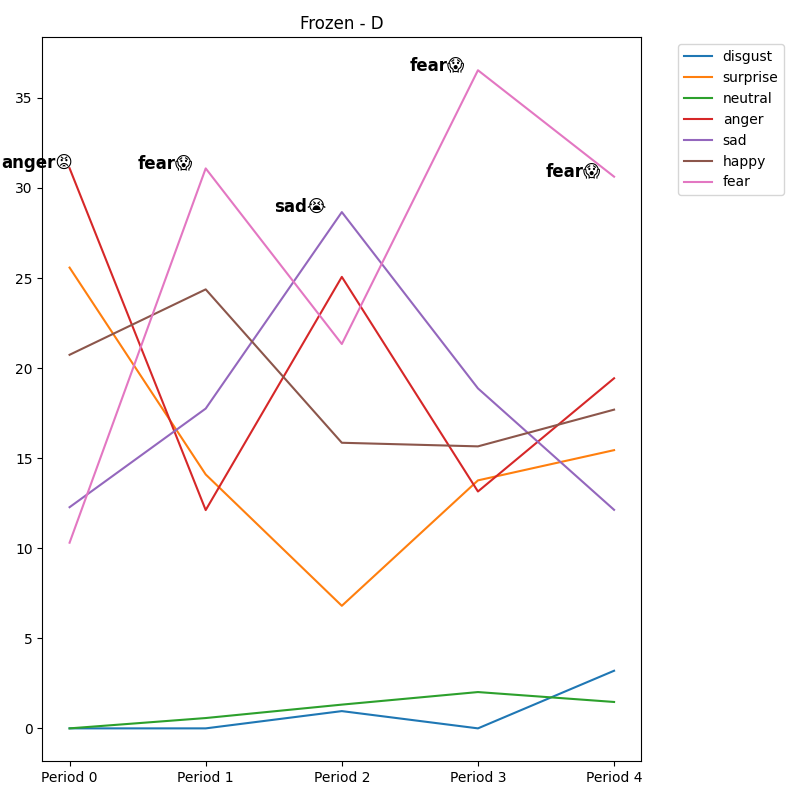 Frozen - D
disgust
surprise
neutral
anger
sad
happy
fear
fear😱
anger😡
fear😱
fear😱
sad😭
35
30
25
20
15
10
5
0
Period 0
Period 1
Period 2
Period 3
Period 4